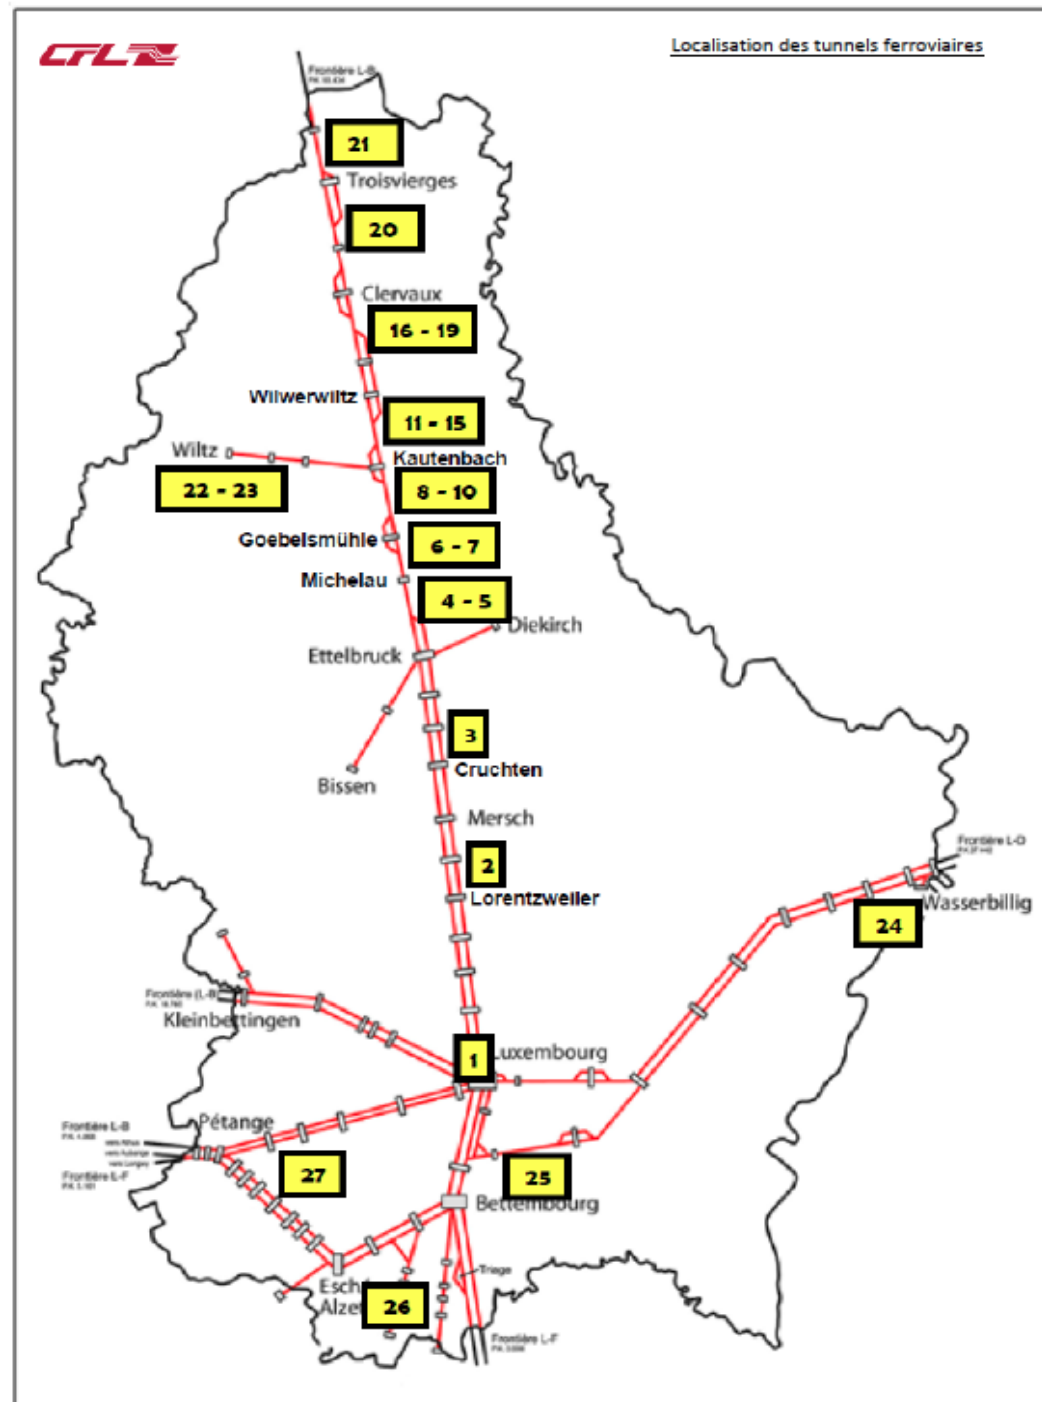 CFL
Localisation des tunnels ferroviaires
Frontière L-B
21
Troisvierges
20
Clervaux
16 - 19
Wilwerwiltz
11 - 15
Wiltz
Kautenbach
22 - 23
8 - 10
Goebelsmühle
6 - 7
Michelau
4 - 5
Diekirch
Ettelbruck
3
Cruchten
Bissen
Mersch
2
Frontière L-D
Lorentzweiler
Wasserbillig
24
Frontière (L-B
Kleinbettingen
1
Luxembourg
Pétange
Frontière L-B
Frontière L-F
27
25
Bettembourg
Triage
Esch
Alzet
26
Frontière L-F